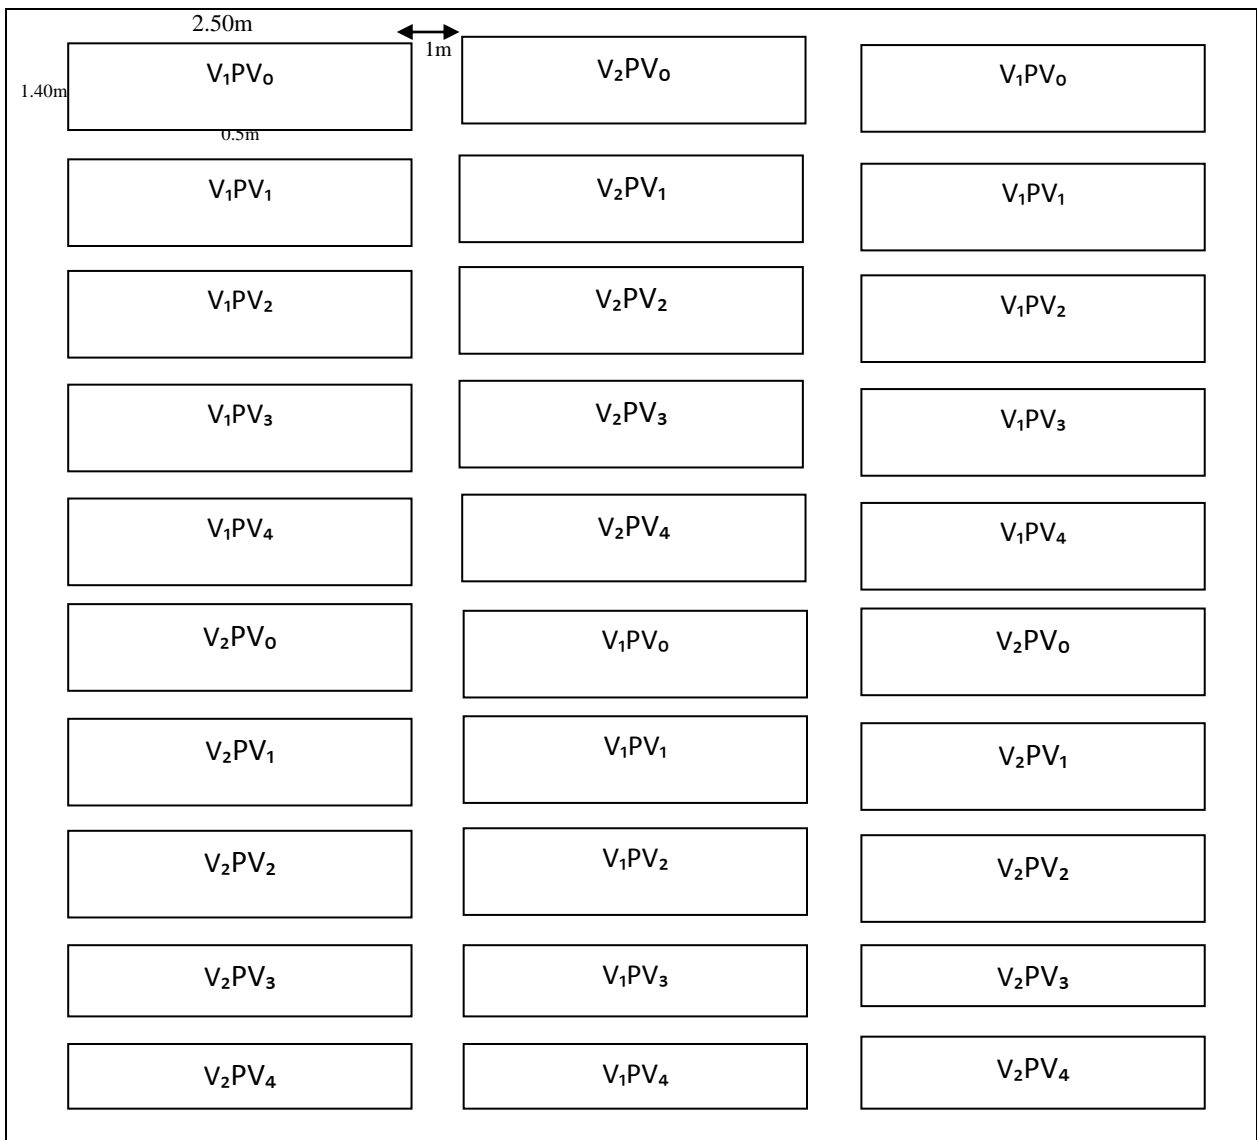 2.50m
1m
V₁PV₀ V₂PV₀ V₁PV₀
1.40m
0.5m
V₁PV₁ V₂PV₁ V₁PV₁
V₁PV₂ V₂PV₂ V₁PV₂
V₁PV₃ V₂PV₃ V₁PV₃
V₁PV₄ V₂PV₄ V₁PV₄
V₂PV₀ V₁PV₀ V₂PV₀
V₂PV₁ V₁PV₁ V₂PV₁
V₂PV₂ V₁PV₂ V₂PV₂
V₂PV₃ V₁PV₃ V₂PV₃
V₂PV₄ V₁PV₄ V₂PV₄